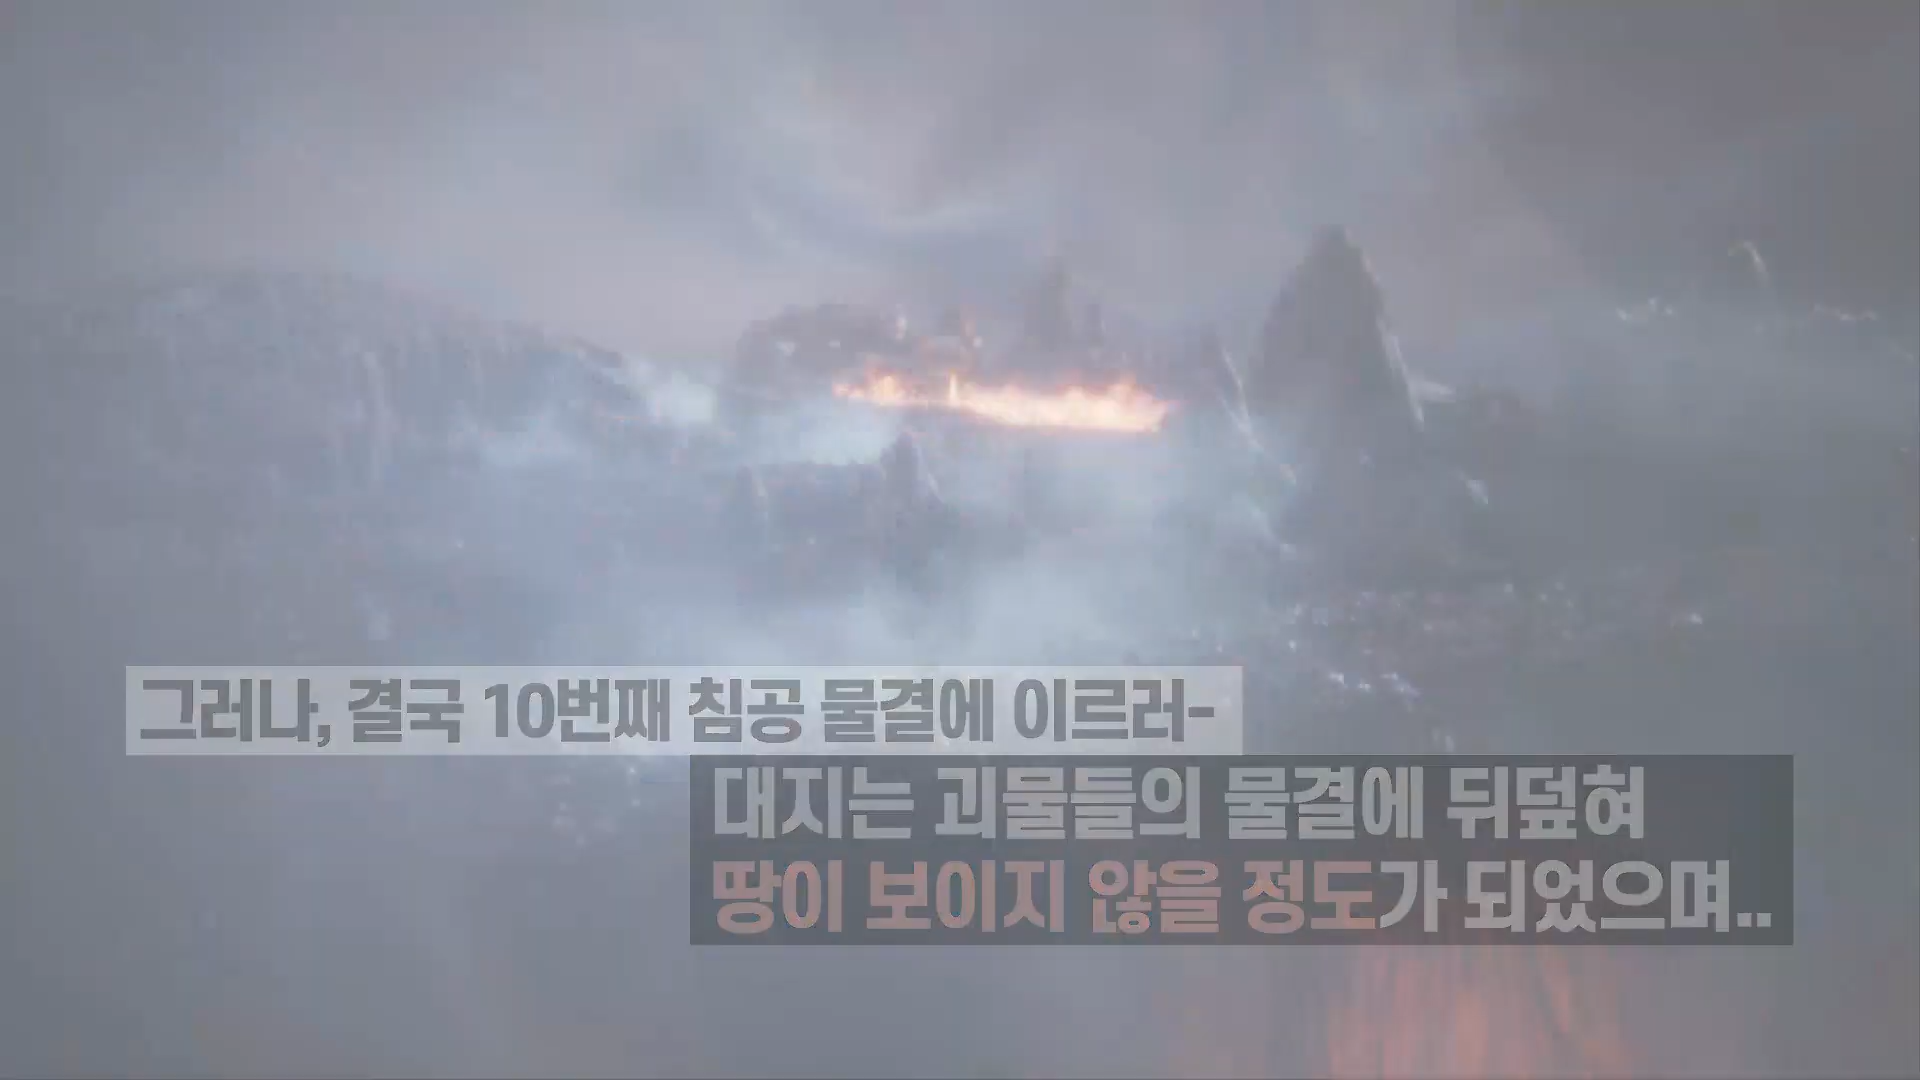 그러나, 결국 10번째 침공 물결에 이르러-
대지는 괴물들의 물결에 뒤덮혀
땅이 보이지 않을 정도가 되었으며..